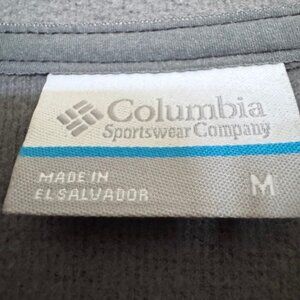 Columbia
Sportswear Company
MADE IN
EL SALVADOR
M